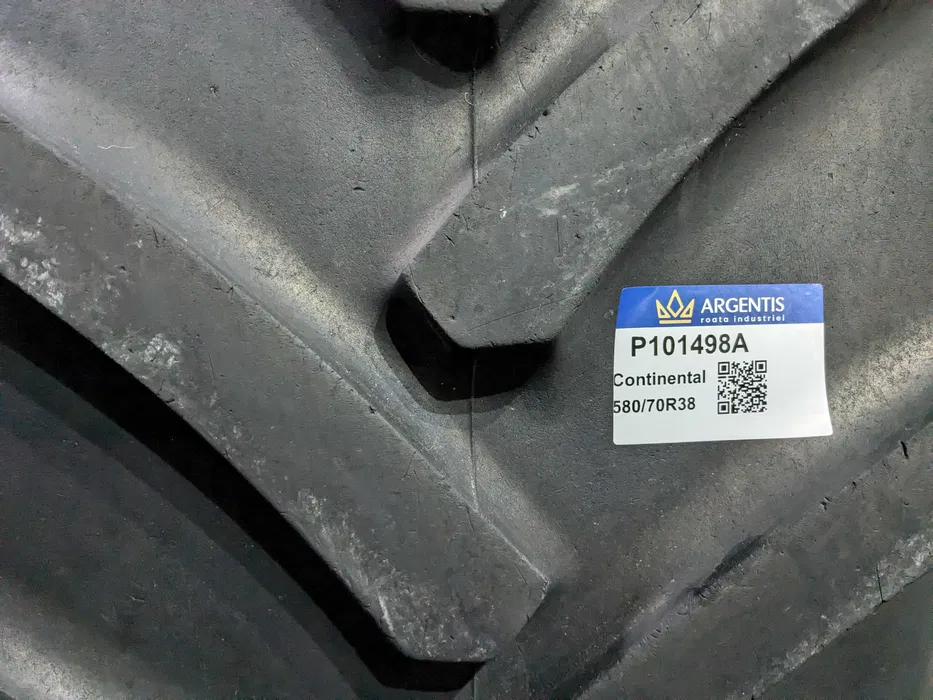 ARGENTIS
roata industriei
P101498A
Continental
580/70R38